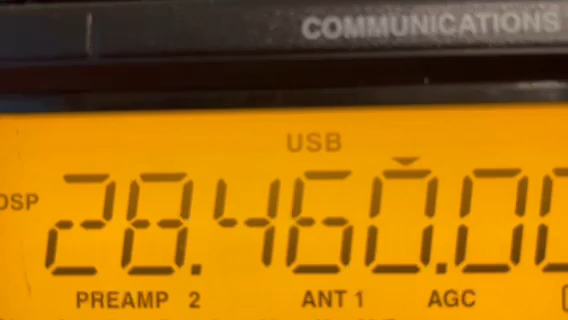 COMMUNICATIONS
USB
DSP 28.460.00
PREAMP 2 ANT 1 AGC